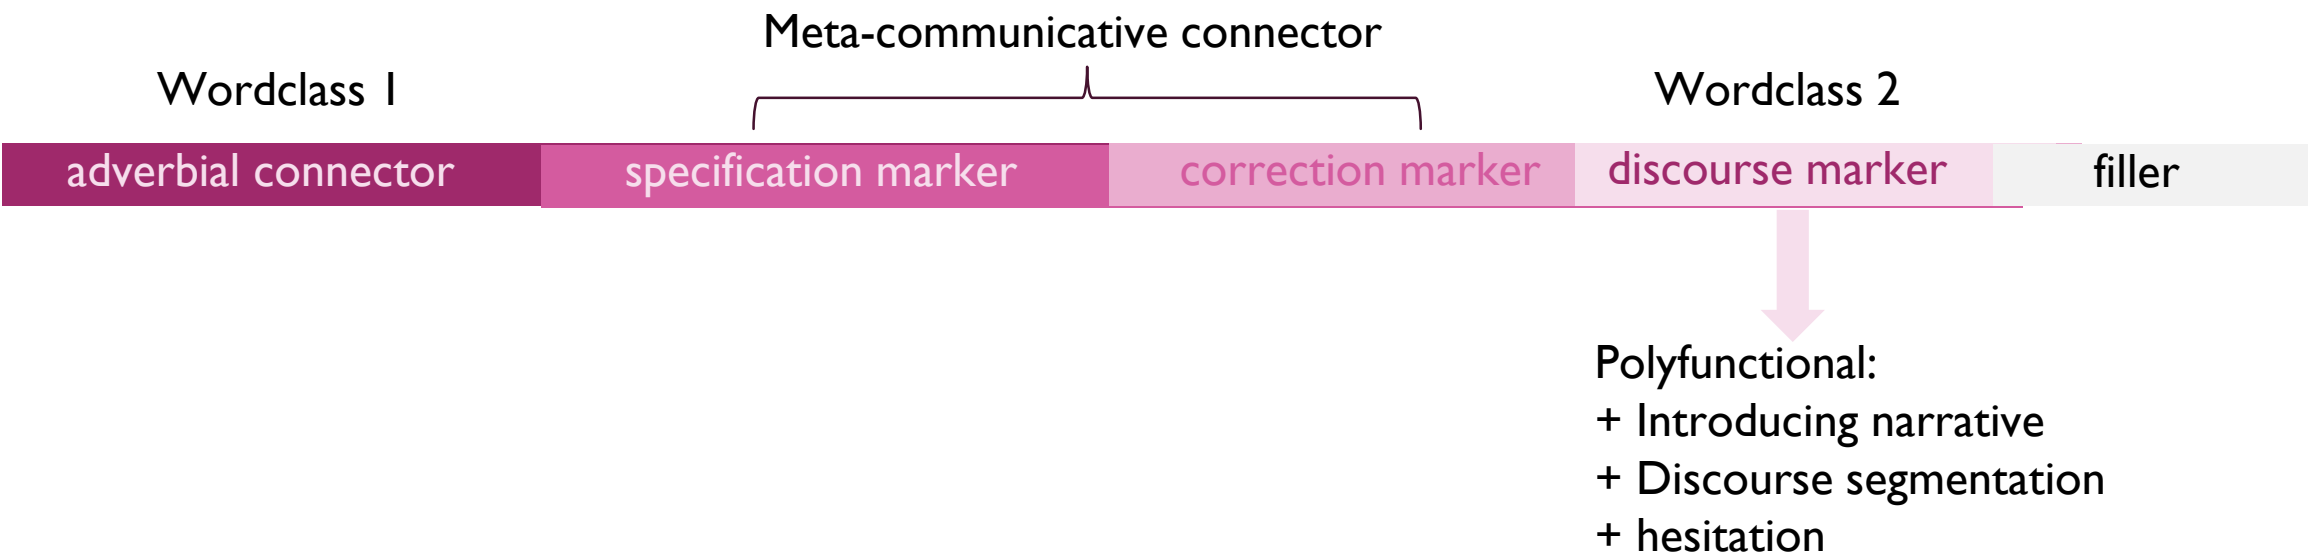 Meta-communicative connector
Wordclass 1
Wordclass 2
adverbial connector
specification marker
correction marker
discourse marker
filler
Polyfunctional:
+ Introducing narrative
+ Discourse segmentation
+ hesitation